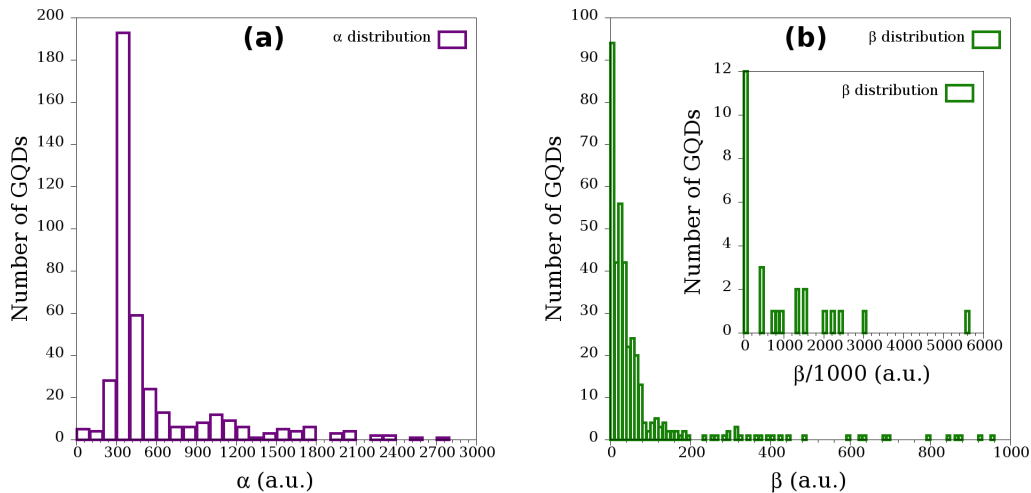 (a)
α distribution
Number of GQDs
200
180
160
140
120
100
80
60
40
20
0
0 300 600 900 1200 1500 1800 2100 2400 2700 3000
α (a.u.)
(b)
β distribution
Number of GQDs
100
90
80
70
60
50
40
30
20
10
0
0 200 400 600 800 1000
β (a.u.)
β distribution
Number of GQDs
12
10
8
6
4
2
0
0 1000 2000 3000 4000 5000 6000
β/1000 (a.u.)